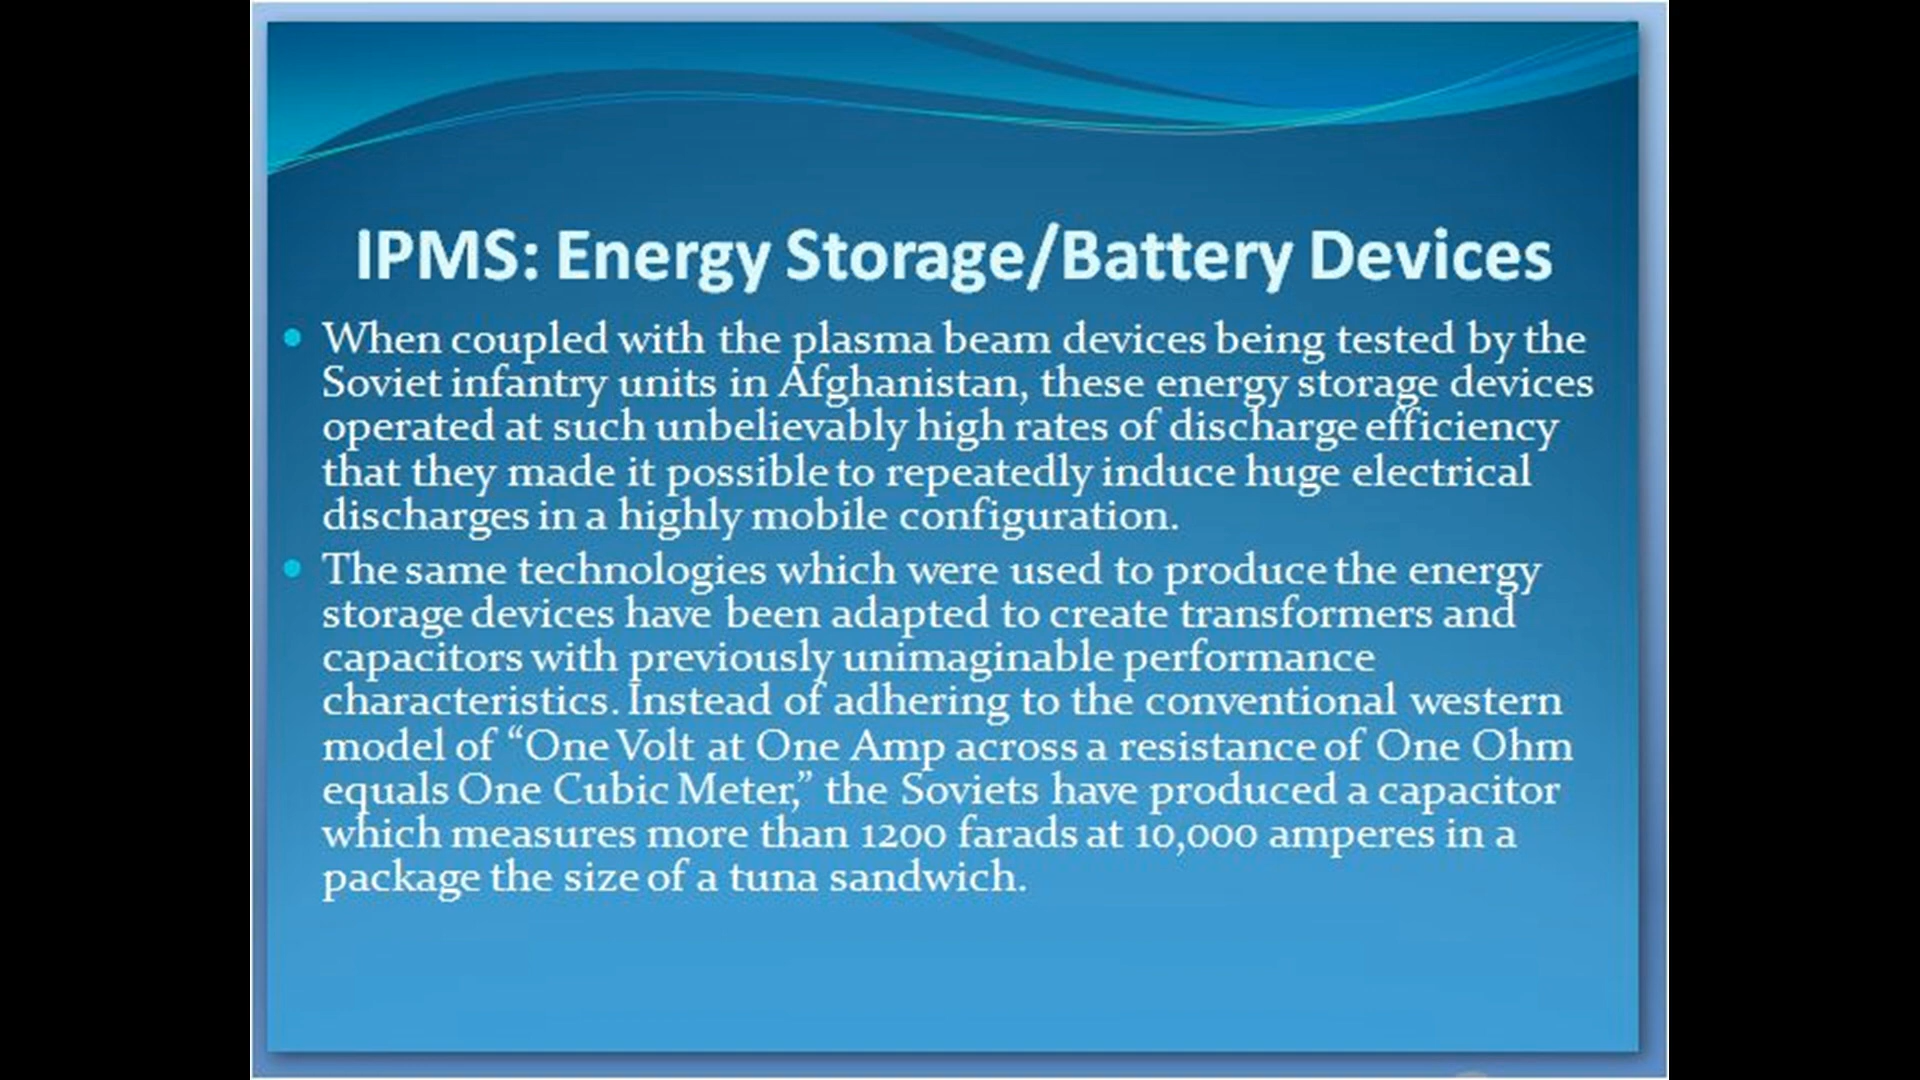 IPMS: Energy Storage/Battery Devices
• When coupled with the plasma beam devices being tested by the
Soviet infantry units in Afghanistan, these energy storage devices
operated at such unbelievably high rates of discharge efficiency
that they made it possible to repeatedly induce huge electrical
discharges in a highly mobile configuration.
• The same technologies which were used to produce the energy
storage devices have been adapted to create transformers and
capacitors with previously unimaginable performance
characteristics. Instead of adhering to the conventional western
model of “One Volt at One Amp across a resistance of One Ohm
equals One Cubic Meter,” the Soviets have produced a capacitor
which measures more than 1200 farads at 10,000 amperes in a
package the size of a tuna sandwich.